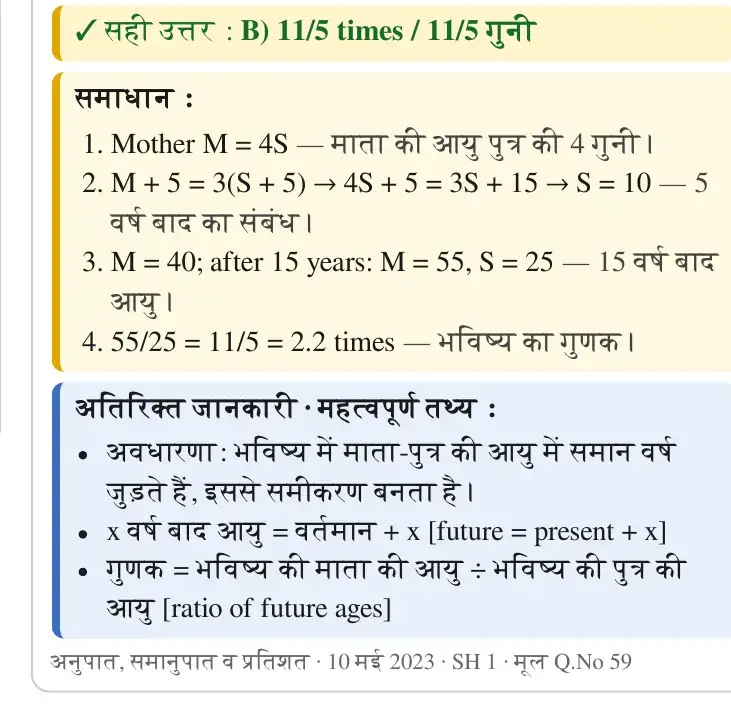 ✓ सही उत्तर : B) 11/5 times / 11/5 गुनी
समाधान :
1. Mother M = 4S — माता की आयु पुत्र की 4 गुनी।
2. M + 5 = 3(S + 5) → 4S + 5 = 3S + 15 → S = 10 — 5
वर्ष बाद का संबंध।
3. M = 40; after 15 years: M = 55, S = 25 — 15 वर्ष बाद
आयु।
4. 55/25 = 11/5 = 2.2 times — भविष्य का गुणक।
अतिरिक्त जानकारी · महत्वपूर्ण तथ्य :
• अवधारणा : भविष्य में माता-पुत्र की आयु में समान वर्ष
जुड़ते हैं, इससे समीकरण बनता है।
• x वर्ष बाद आयु = वर्तमान + x [future = present + x]
• गुणक = भविष्य की माता की आयु ÷ भविष्य की पुत्र की
आयु [ratio of future ages]
अनुपात, समानुपात व प्रतिशत · 10 मई 2023 · SH 1 · मूल Q.No 59